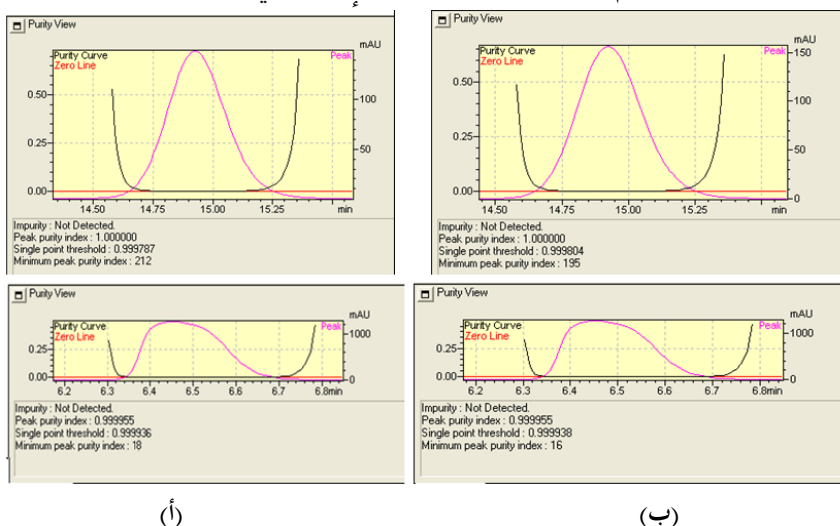 Purity View
mAU
Purity Curve
Peak
Zero Line
0.50
100
0.25
50
0.00
14.50 14.75 15.00 15.25 min
Impurity : Not Detected.
Peak purity index : 1.000000
Single point threshold : 0.999787
Minimum peak purity index : 212
Purity View
mAU
Purity Curve
Peak
150
Zero Line
0.50
100
0.25
50
0.00
0
14.50 14.75 15.00 15.25 min
Impurity : Not Detected.
Peak purity index : 1.000000
Single point threshold : 0.999804
Minimum peak purity index : 195
Purity View
mAU
Purity Curve
Peak
Zero Line
1000
0.25
0.00
0
6.2 6.3 6.4 6.5 6.6 6.7 6.8min
Impurity : Not Detected.
Peak purity index : 0.999955
Single point threshold : 0.999936
Minimum peak purity index : 18
Purity View
mAU
Purity Curve
Peak
Zero Line
1000
0.25
0.00
0
6.2 6.3 6.4 6.5 6.6 6.7 6.8min
Impurity : Not Detected.
Peak purity index : 0.999955
Single point threshold : 0.999938
Minimum peak purity index : 16
(أ)
(ب)